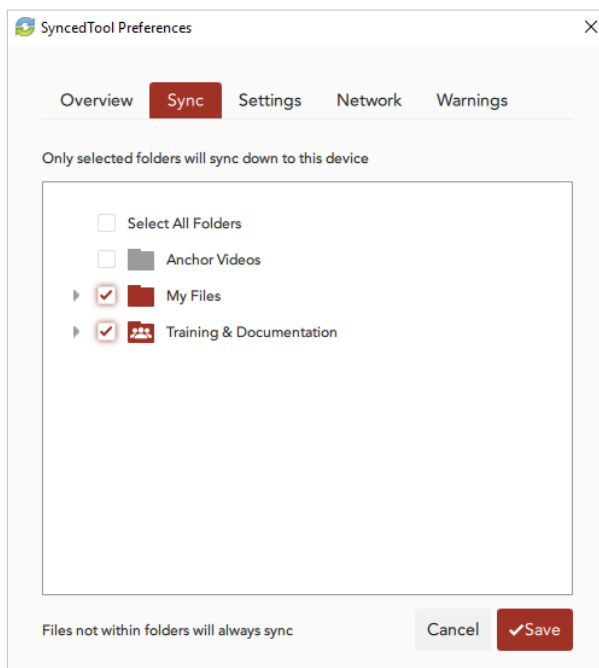 SyncedTool Preferences
Overview Sync Settings Network Warnings
Only selected folders will sync down to this device
Select All Folders
Anchor Videos
My Files
Training & Documentation
Files not within folders will always sync Cancel Save